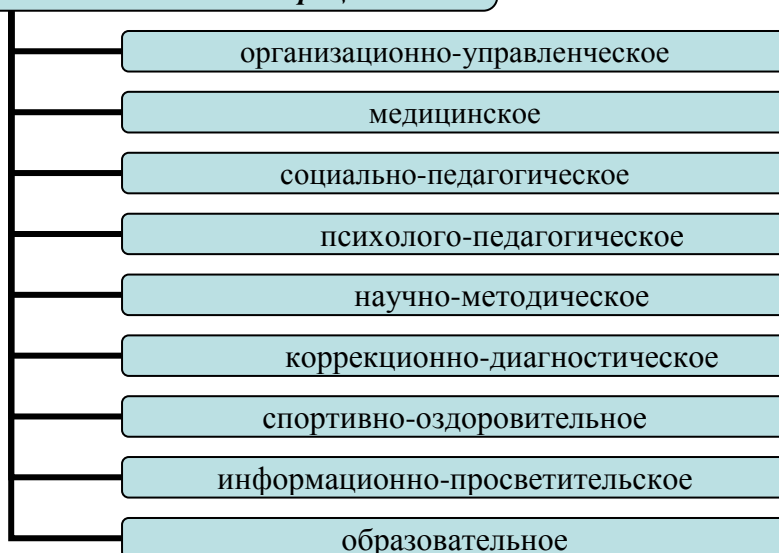 организационно-управленческое
медицинское
социально-педагогическое
психолого-педагогическое
научно-методическое
коррекционно-диагностическое
спортивно-оздоровительное
информационно-просветительское
образовательное